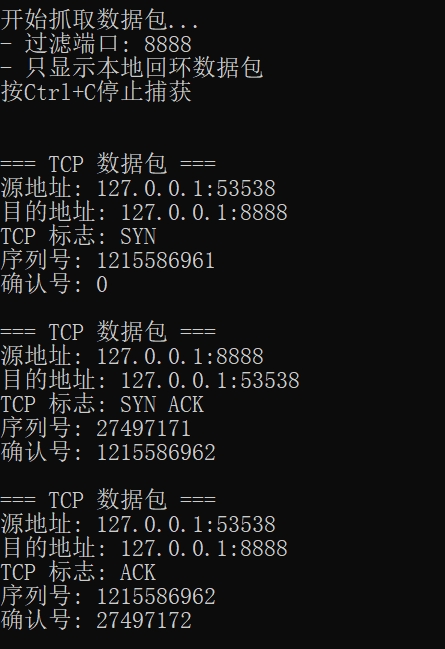 开始抓取数据包...
- 过滤端口: 8888
- 只显示本地回环数据包
按Ctrl+C停止捕获
=== TCP 数据包 ===
源地址: 127.0.0.1:53538
目的地址: 127.0.0.1:8888
TCP 标志: SYN
序列号: 1215586961
确认号: 0
=== TCP 数据包 ===
源地址: 127.0.0.1:8888
目的地址: 127.0.0.1:53538
TCP 标志: SYN ACK
序列号: 27497171
确认号: 1215586962
=== TCP 数据包 ===
源地址: 127.0.0.1:53538
目的地址: 127.0.0.1:8888
TCP 标志: ACK
序列号: 1215586962
确认号: 27497172